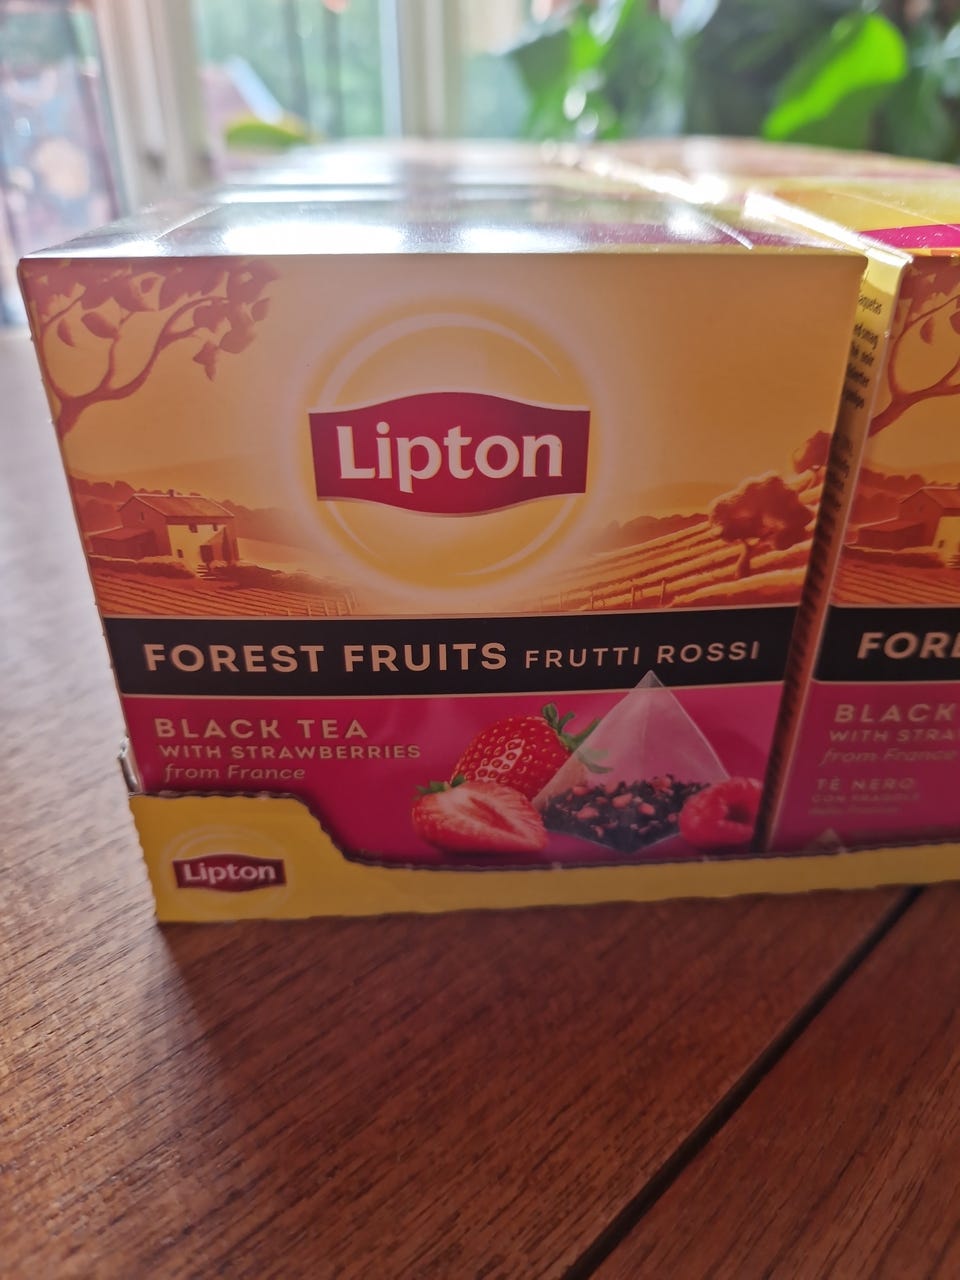 Lipton
FOREST FRUITS FRUTTI ROSSI
BLACK TEA
WITH STRAWBERRIES
from France
Lipton
FORE
BLACK
WITH STRA
from France
TÈ NERO